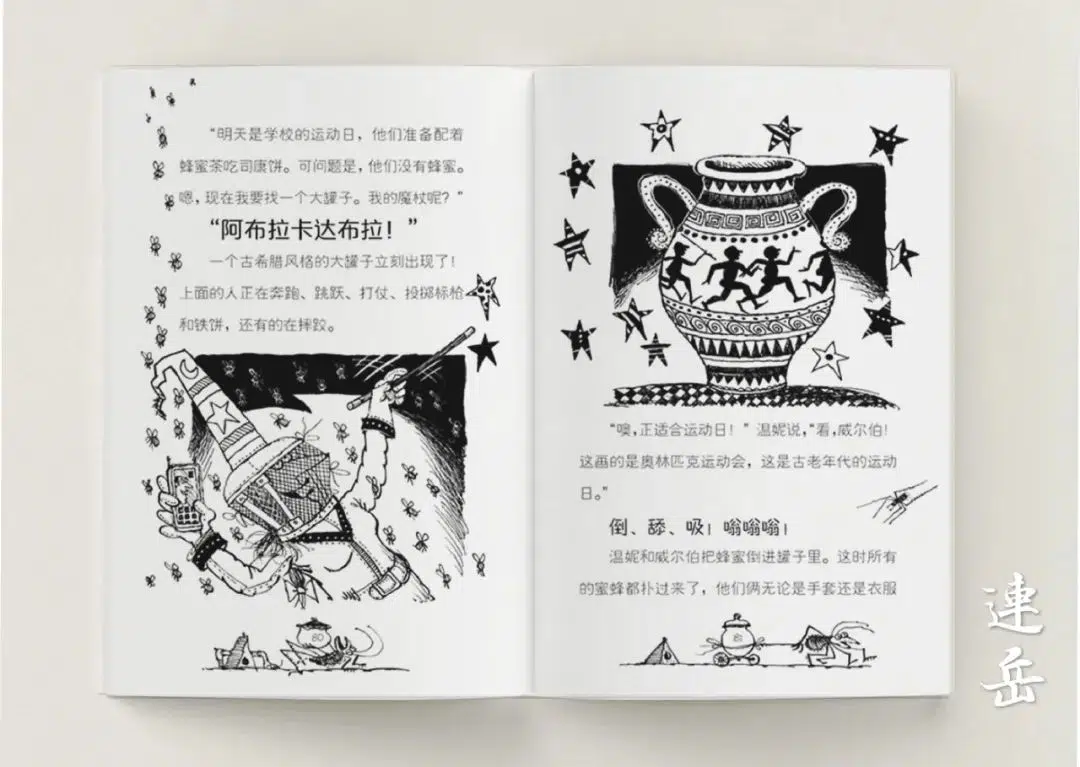 “明天是学校的运动日，他们准备配着
蜂蜜茶吃司康饼。可问题是，他们没有蜂蜜。
嗯，现在我要找一个大罐子。我的魔杖呢？”
“阿布拉卡达布拉！”
一个古希腊风格的大罐子立刻出现了！
上面的人正在奔跑、跳跃、打仗、投掷标枪
和铁饼，还有的在摔跤。
80
“噢，正适合运动日！”温妮说，“看，威尔伯！
这画的是奥林匹克运动会，这是古老年代的运动
日。”
倒、舔、吸！嗡嗡嗡！
温妮和威尔伯把蜂蜜倒进罐子里。这时所有
的蜜蜂都扑过来了，他们俩无论是手套还是衣服
81
連
岳